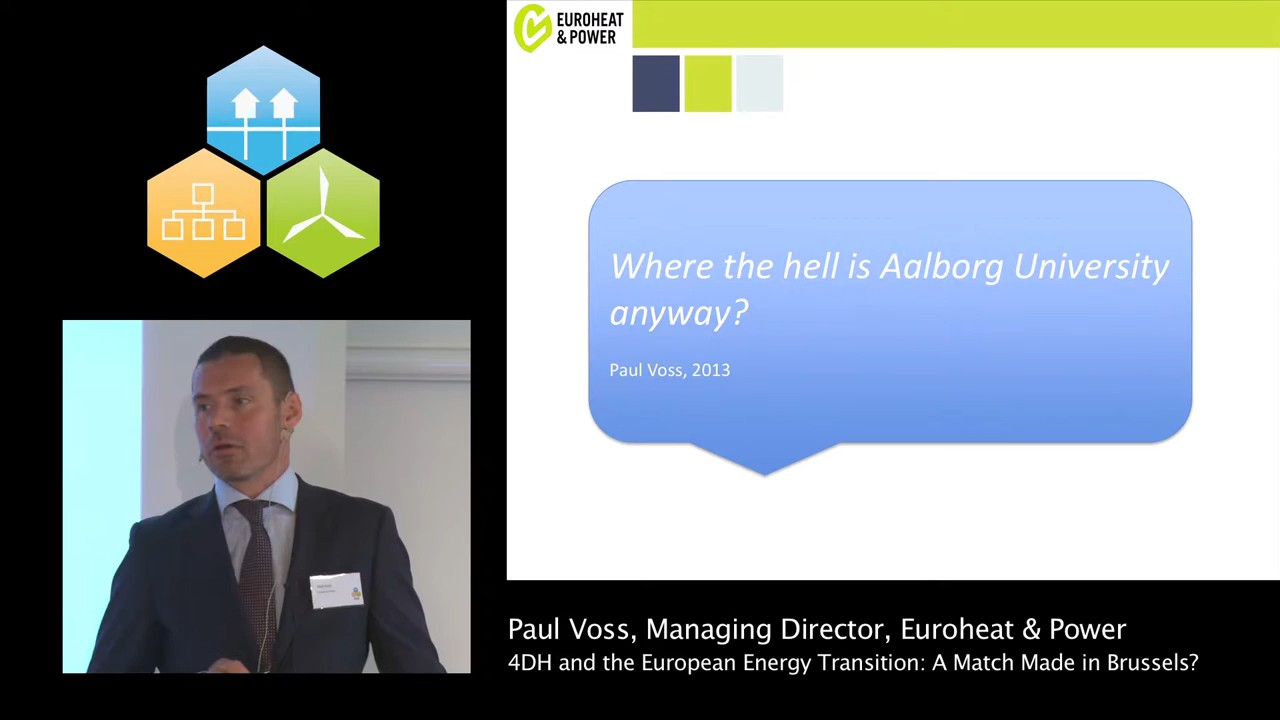 EUROHEAT
& POWER
Where the hell is Aalborg University
anyway?
Paul Voss, 2013
Paul Voss, Managing Director, Euroheat & Power
4DH and the European Energy Transition: A Match Made in Brussels?